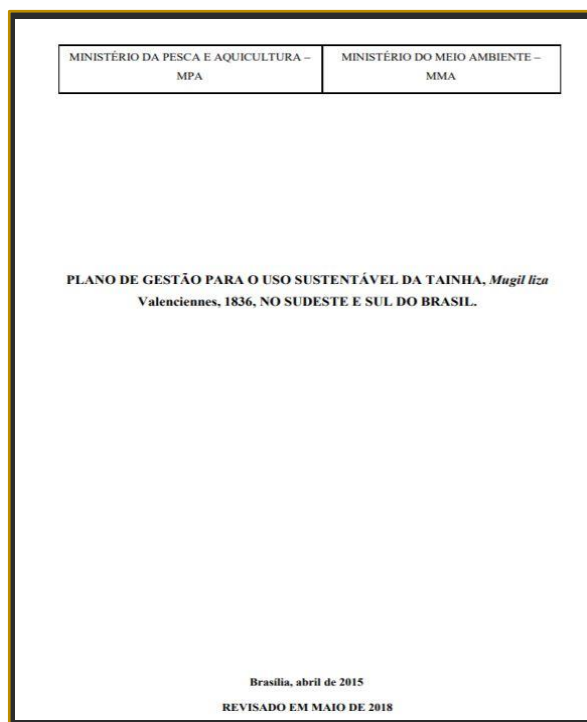 MINISTÉRIO DA PESCA E AQUICULTURA –
MPA
MINISTÉRIO DO MEIO AMBIENTE –
MMA
PLANO DE GESTÃO PARA O USO SUSTENTÁVEL DA TAINHA, Mugil liza
Valenciennes, 1836, NO SUDESTE E SUL DO BRASIL.
Brasília, abril de 2015
REVISADO EM MAIO DE 2018